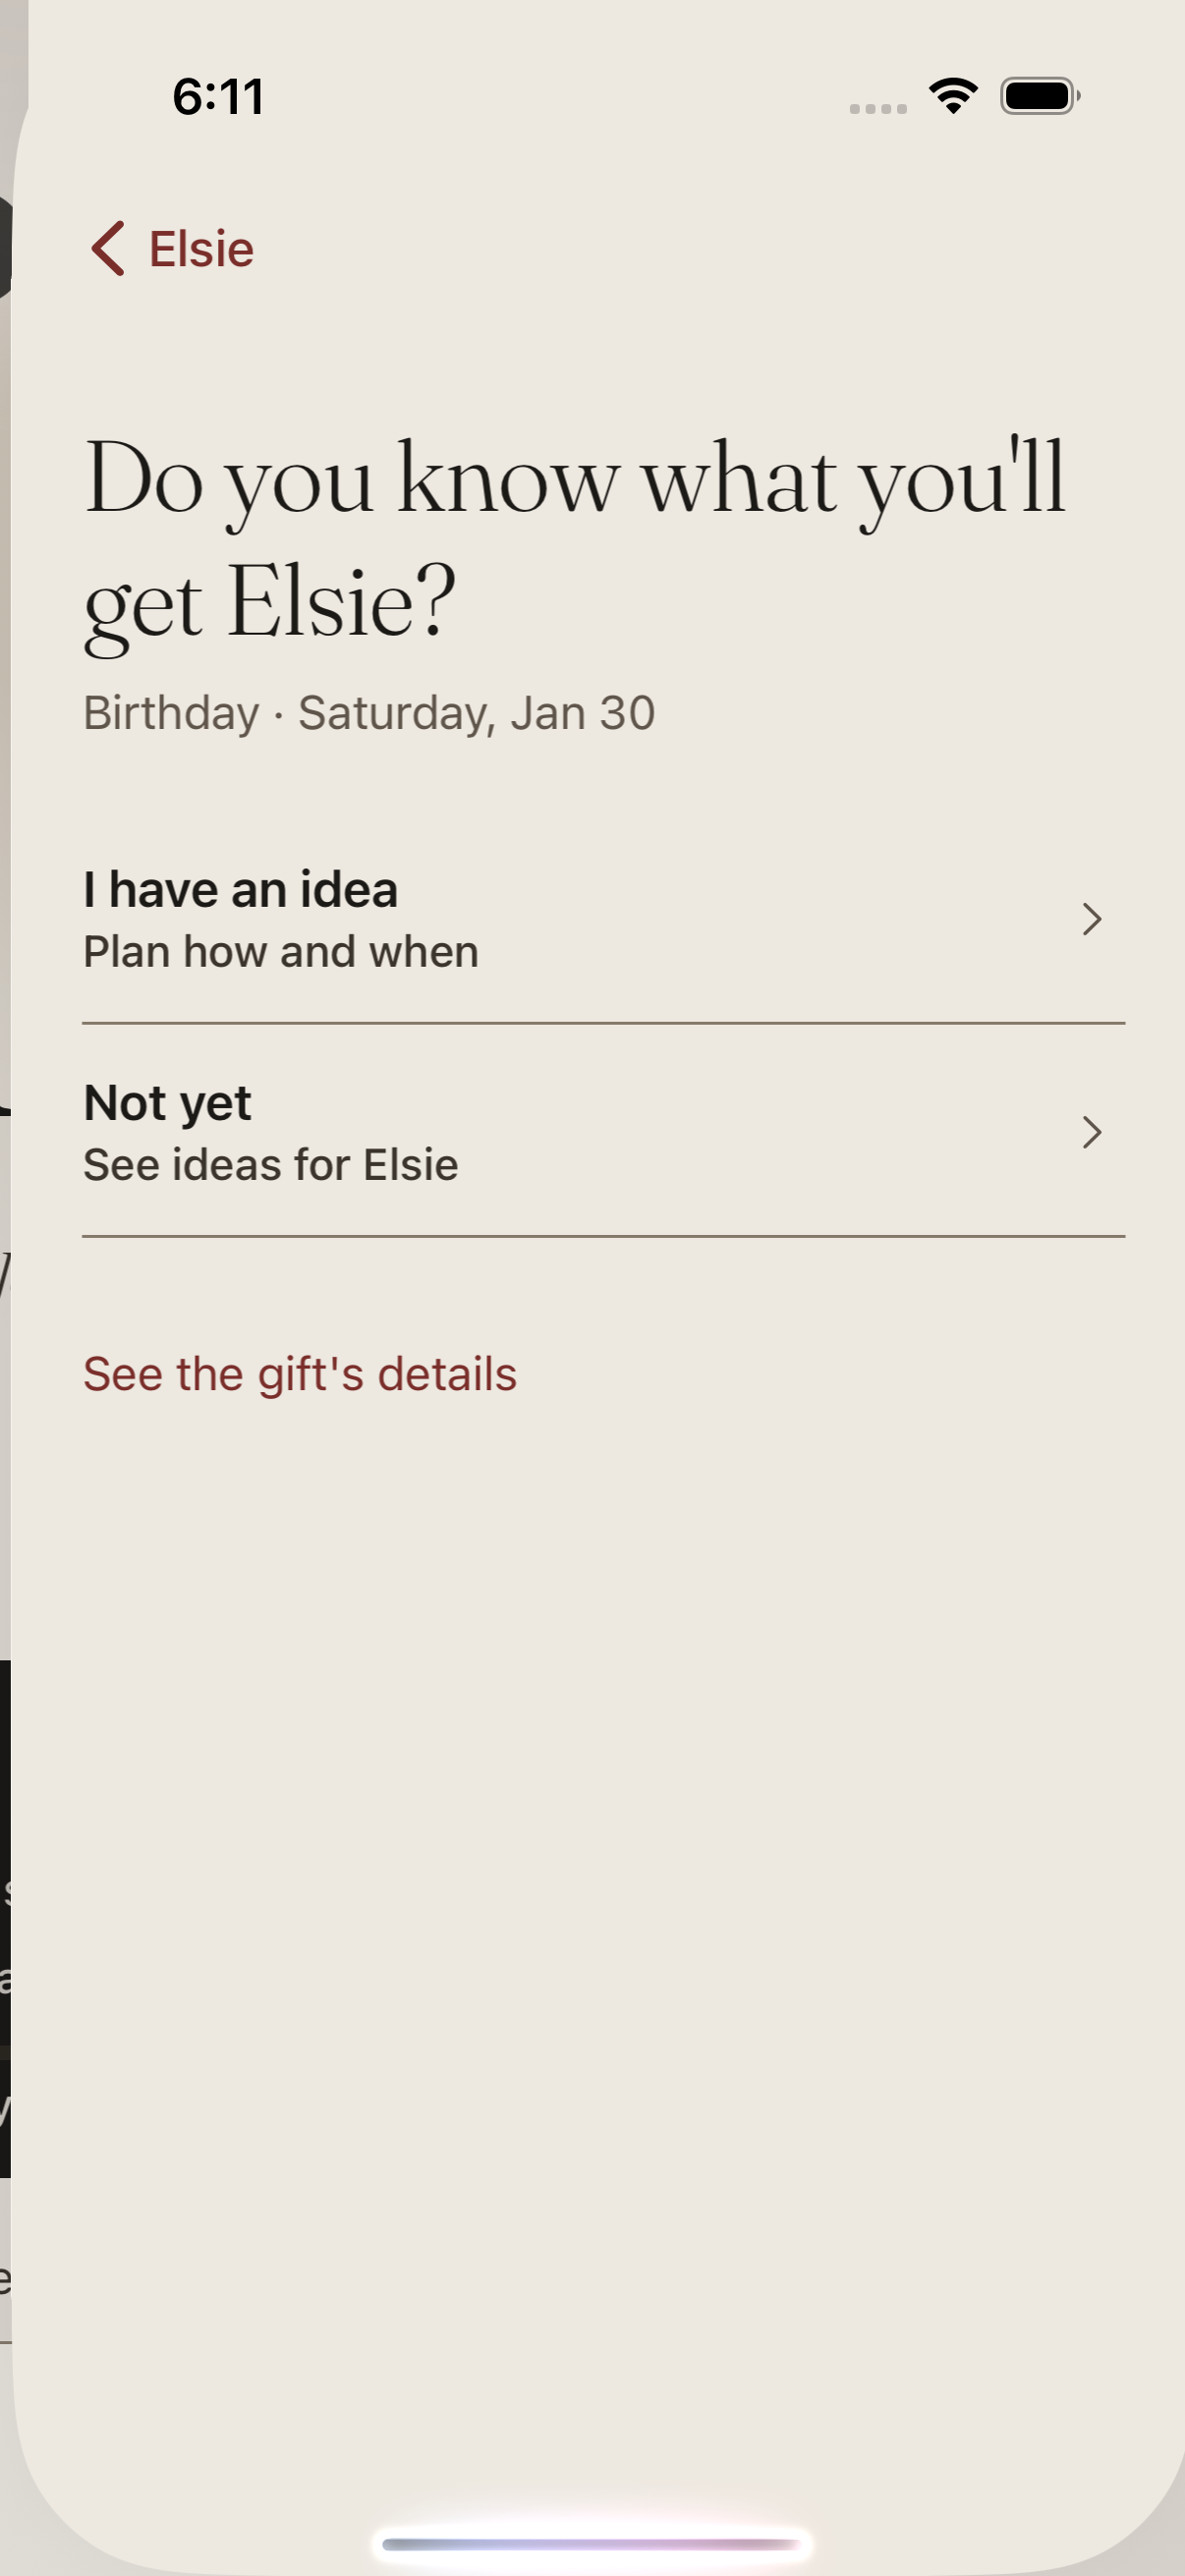 6:11
Elsie
Do you know what you'll
get Elsie?
Birthday · Saturday, Jan 30
I have an idea
Plan how and when
Not yet
See ideas for Elsie
See the gift's details